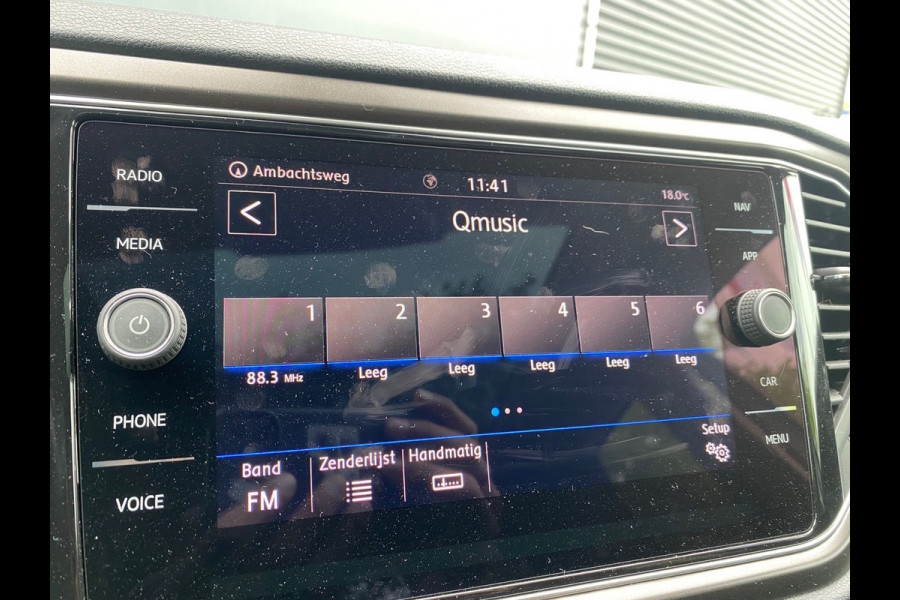 RADIO
MEDIA
PHONE
VOICE
Ambachtsweg 11:41 18.0°C
< Qmusic >
1 2 3 4 5 6
88.3 MHz Leeg Leeg Leeg Leeg Leeg
Setup
Band Zenderlijst Handmatig
FM
NAV
APP
CAR
MENU